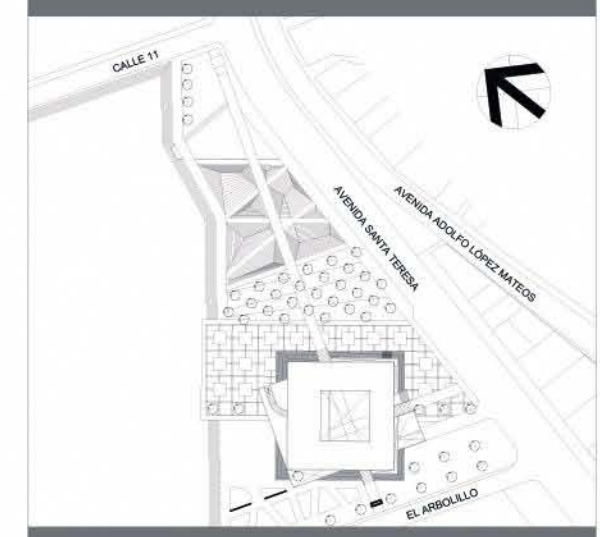 CALLE 11
AVENIDA SANTA TERESA
AVENIDA ADOLFO LÓPEZ MATEOS
EL ARBOLILLO